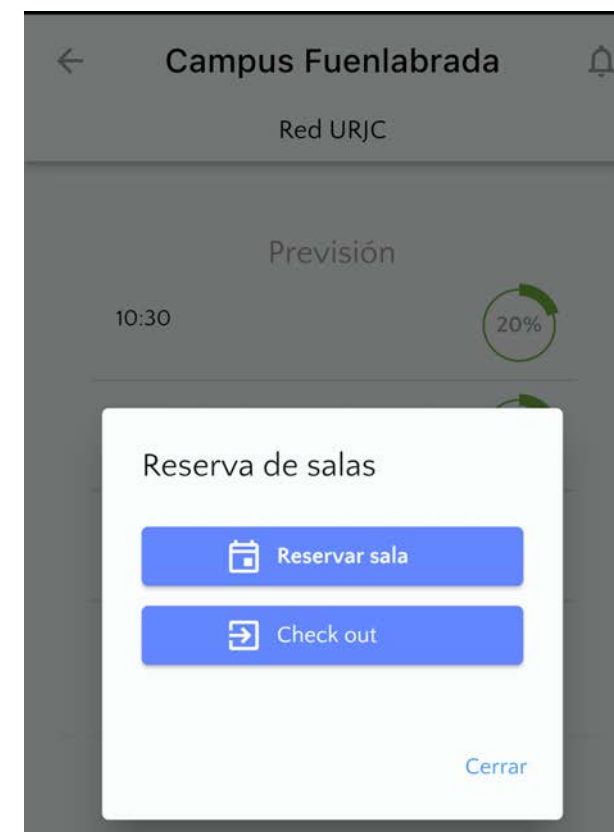 Campus Fuenlabrada
Red URJC
Previsión
10:30
20%
Reserva de salas
Reservar sala
Check out
Cerrar